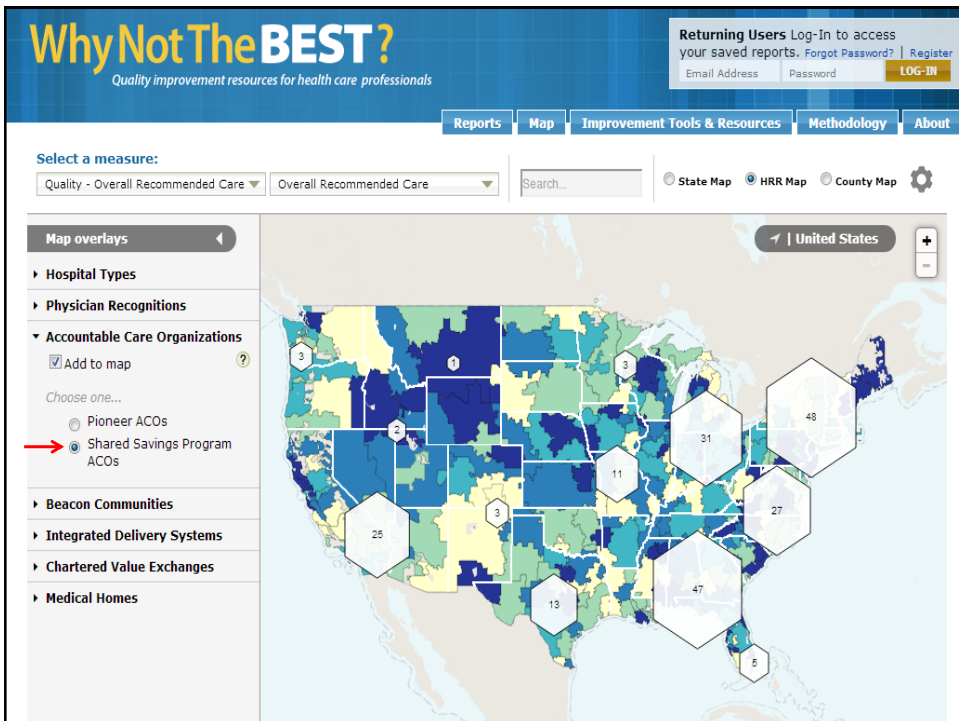 WhyNotTheBEST?
Quality improvement resources for health care professionals
Returning Users Log-In to access
your saved reports. Forgot Password? | Register
Email Address Password LOG-IN
Reports Map Improvement Tools & Resources Methodology About
Select a measure:
Quality - Overall Recommended Care Overall Recommended Care Search... State Map HRR Map County Map
Map overlays
| United States
+
-
Hospital Types
Physician Recognitions
Accountable Care Organizations
Add to map ?
Choose one...
Pioneer ACOs
Shared Savings Program
ACOs
Beacon Communities
Integrated Delivery Systems
Chartered Value Exchanges
Medical Homes
3
1
3
48
31
2
11
27
3
25
47
13
5